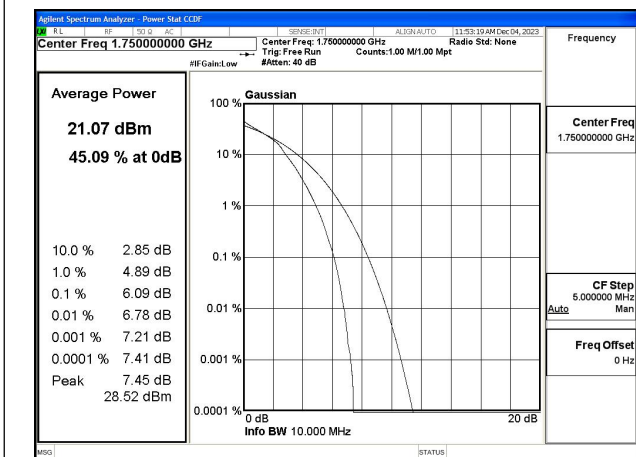 Agilent Spectrum Analyzer - Power Stat CCDF
LXI RL RF 50 Ω AC SENSE:INT ALIGN AUTO 11:53:19 AM Dec 04, 2023
Center Freq 1.750000000 GHz
Center Freq: 1.750000000 GHz Radio Std: None
Trig: Free Run Counts:1.00 M/1.00 Mpt
#IFGain:Low #Atten: 40 dB
Frequency
Average Power
21.07 dBm
45.09 % at 0dB
10.0 % 2.85 dB
1.0 % 4.89 dB
0.1 % 6.09 dB
0.01 % 6.78 dB
0.001 % 7.21 dB
0.0001 % 7.41 dB
Peak 7.45 dB
28.52 dBm
Gaussian
100 %
10 %
1 %
0.1 %
0.01 %
0.001 %
0.0001 %
0 dB 20 dB
Info BW 10.000 MHz
Center Freq
1.750000000 GHz
CF Step
5.000000 MHz
Auto Man
Freq Offset
0 Hz
MSG STATUS